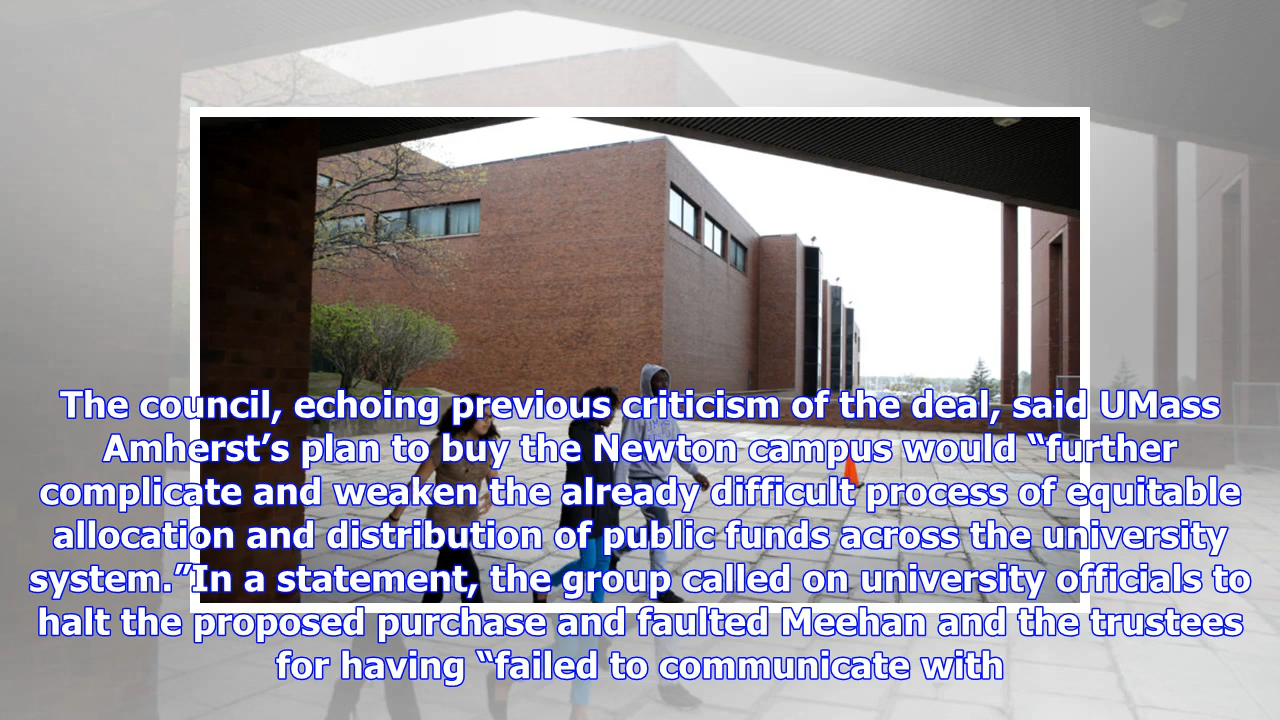 The council, echoing previous criticism of the deal, said UMass
Amherst’s plan to buy the Newton campus would “further
complicate and weaken the already difficult process of equitable
allocation and distribution of public funds across the university
system.”In a statement, the group called on university officials to
halt the proposed purchase and faulted Meehan and the trustees
for having “failed to communicate with